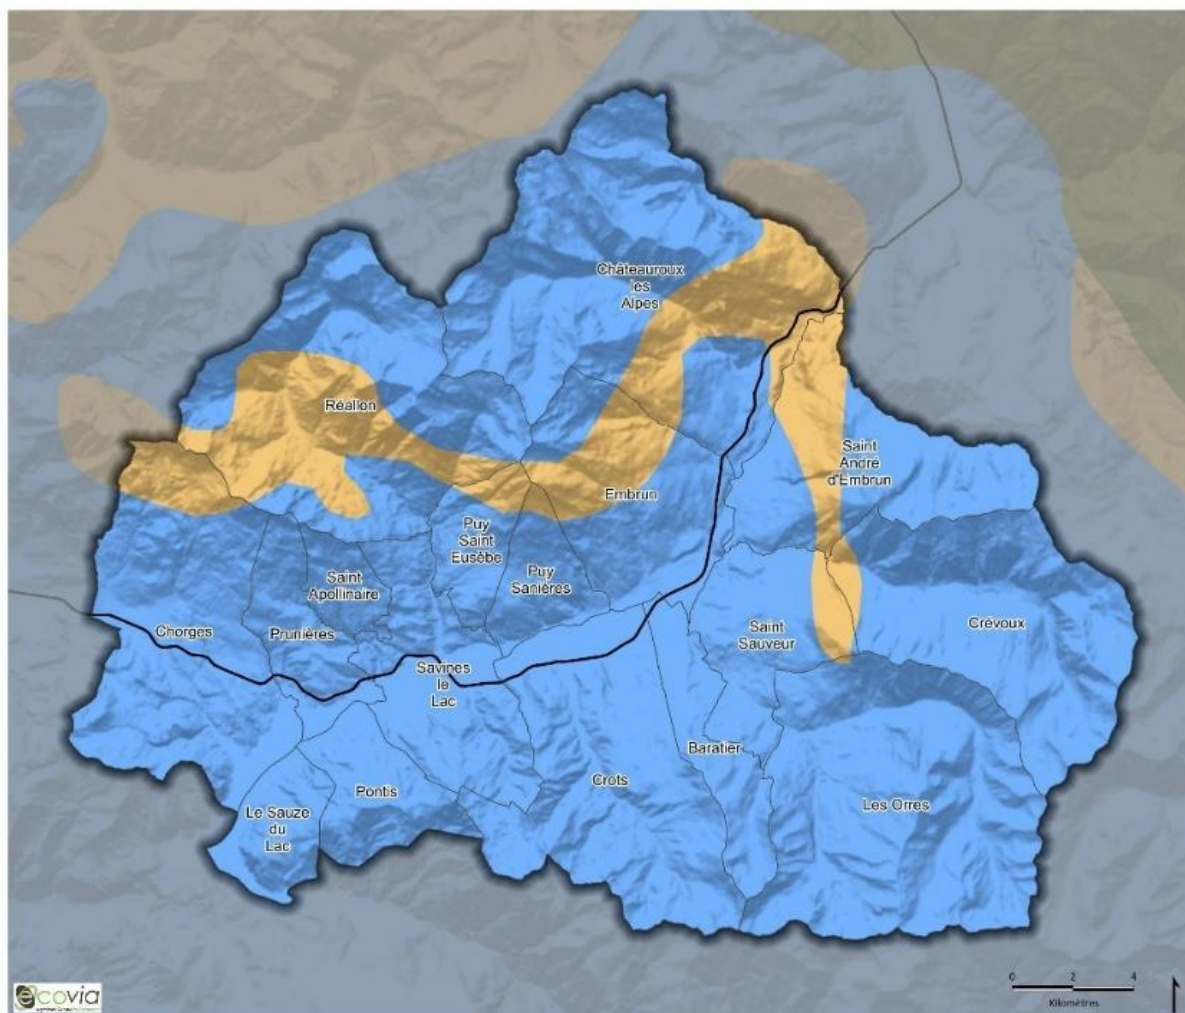 Châteauroux
les
Alpes
Réallon
Saint
André
d'Embrun
Embrun
Puy
Saint
Eusèbe
Puy
Sanières
Saint
Apollinaire
Chorges
Prunières
Saint
Sauveur
Crévoux
Savines
le
Lac
Baratier
Crots
Pontis
Les Orres
Le Sauze
du
Lac
ecovia
0 2 4
Kilomètres